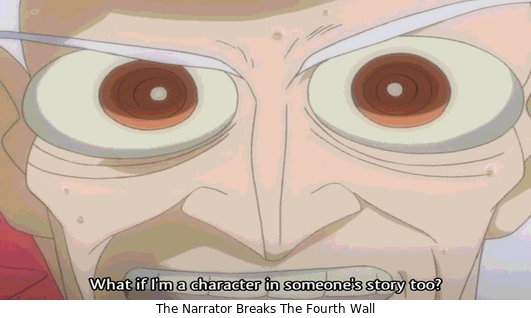 What if I'm a character in someone's story too?
The Narrator Breaks The Fourth Wall